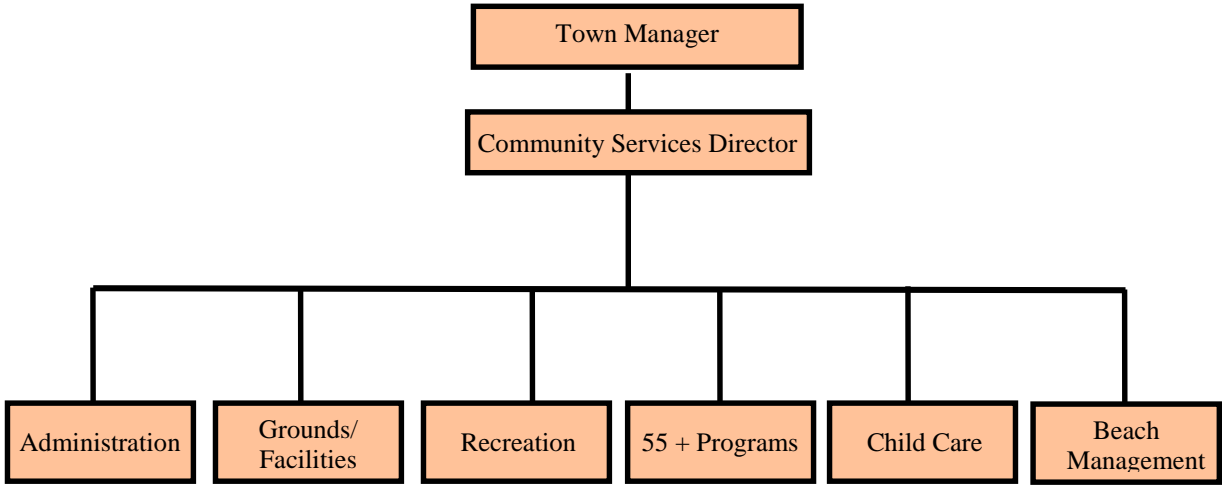 Town Manager
Community Services Director
Administration
Grounds/
Facilities
Recreation
55 + Programs
Child Care
Beach
Management